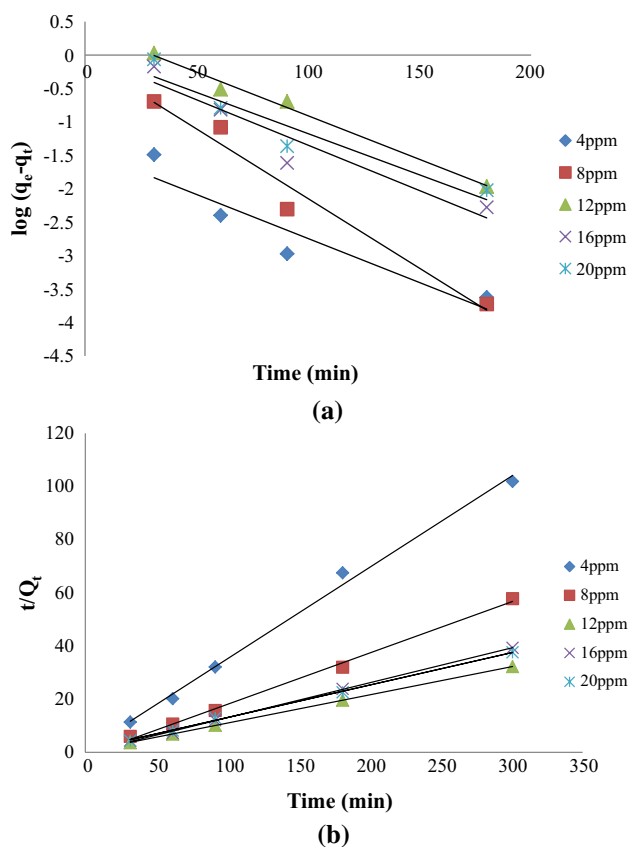 0.5
0
-0.5
-1
-1.5
-2
-2.5
-3
-3.5
-4
-4.5
0 50 100 150 200
log (qe-qt)
Time (min)
4ppm
8ppm
12ppm
16ppm
20ppm
(a)
120
100
80
60
40
20
0
0 50 100 150 200 250 300 350
t/Qt
Time (min)
4ppm
8ppm
12ppm
16ppm
20ppm
(b)